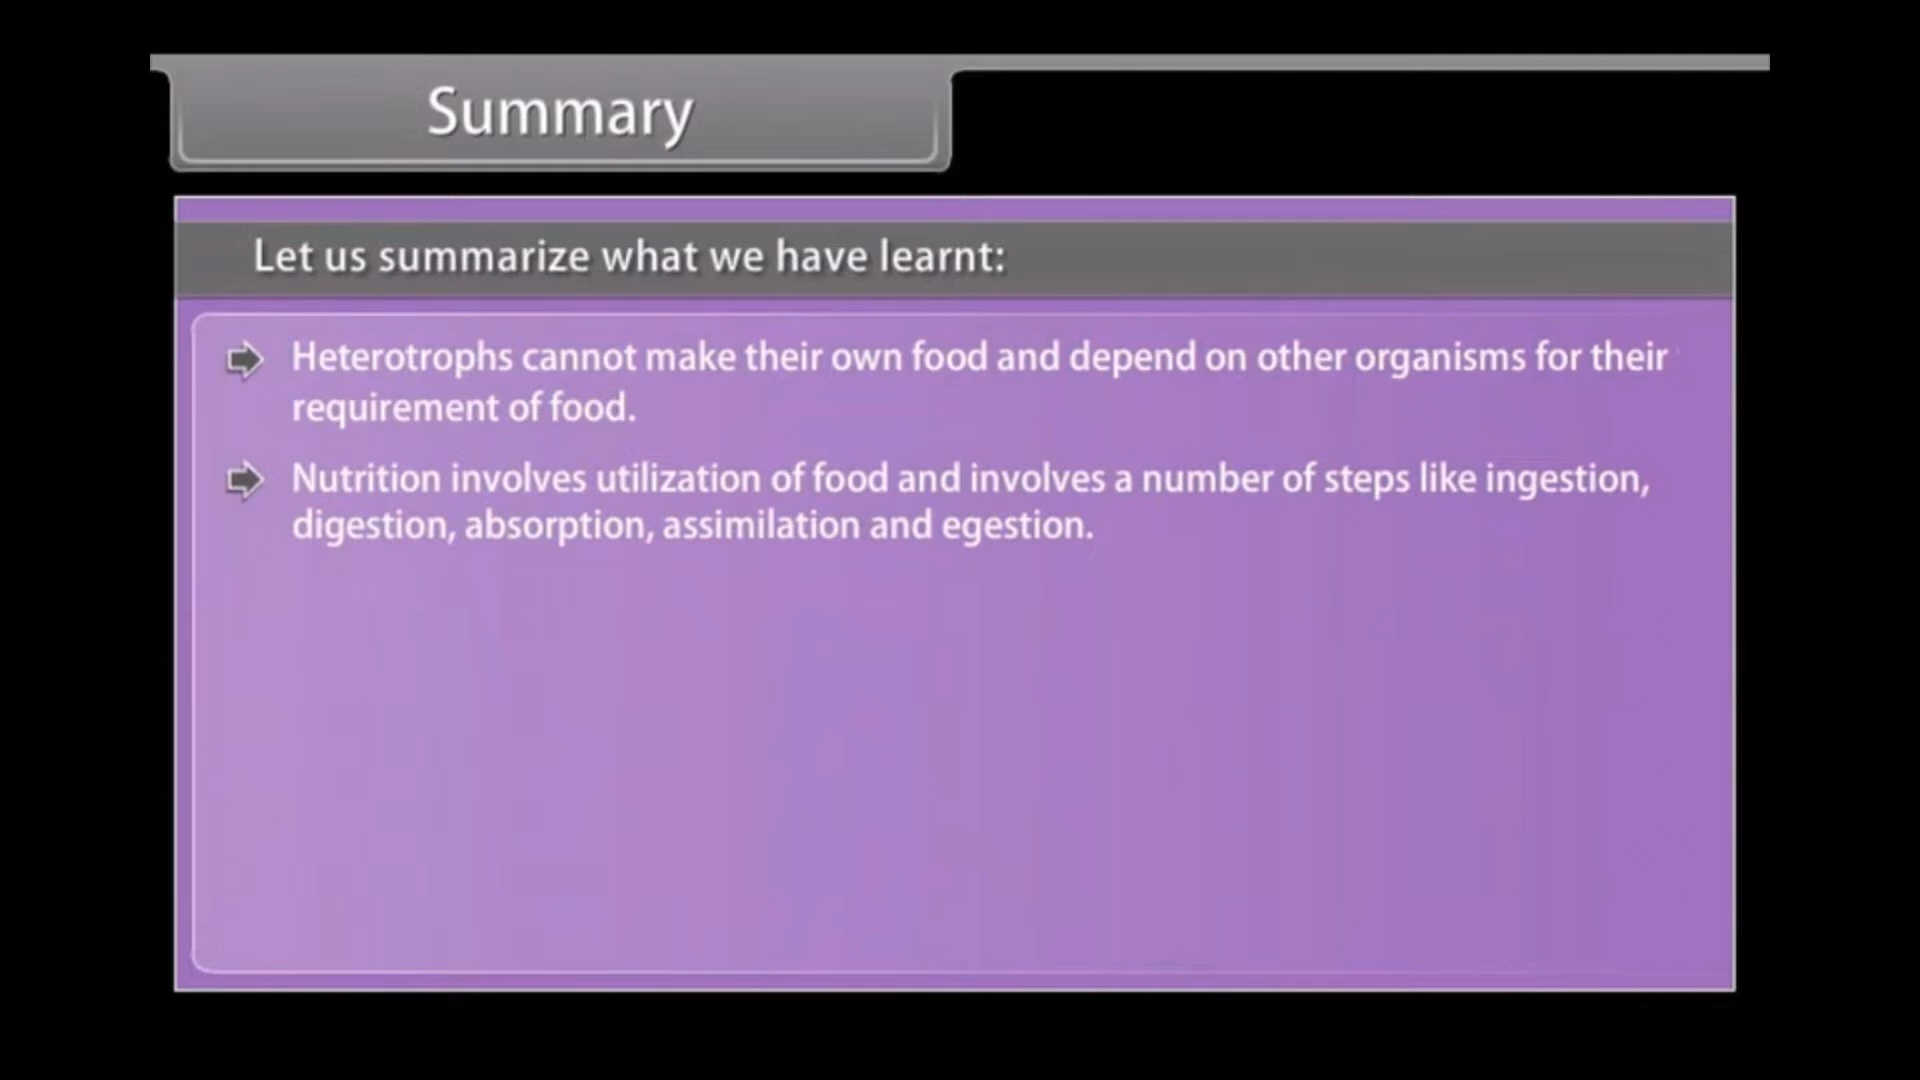 Summary
Let us summarize what we have learnt:
Heterotrophs cannot make their own food and depend on other organisms for their
requirement of food.
Nutrition involves utilization of food and involves a number of steps like ingestion,
digestion, absorption, assimilation and egestion.